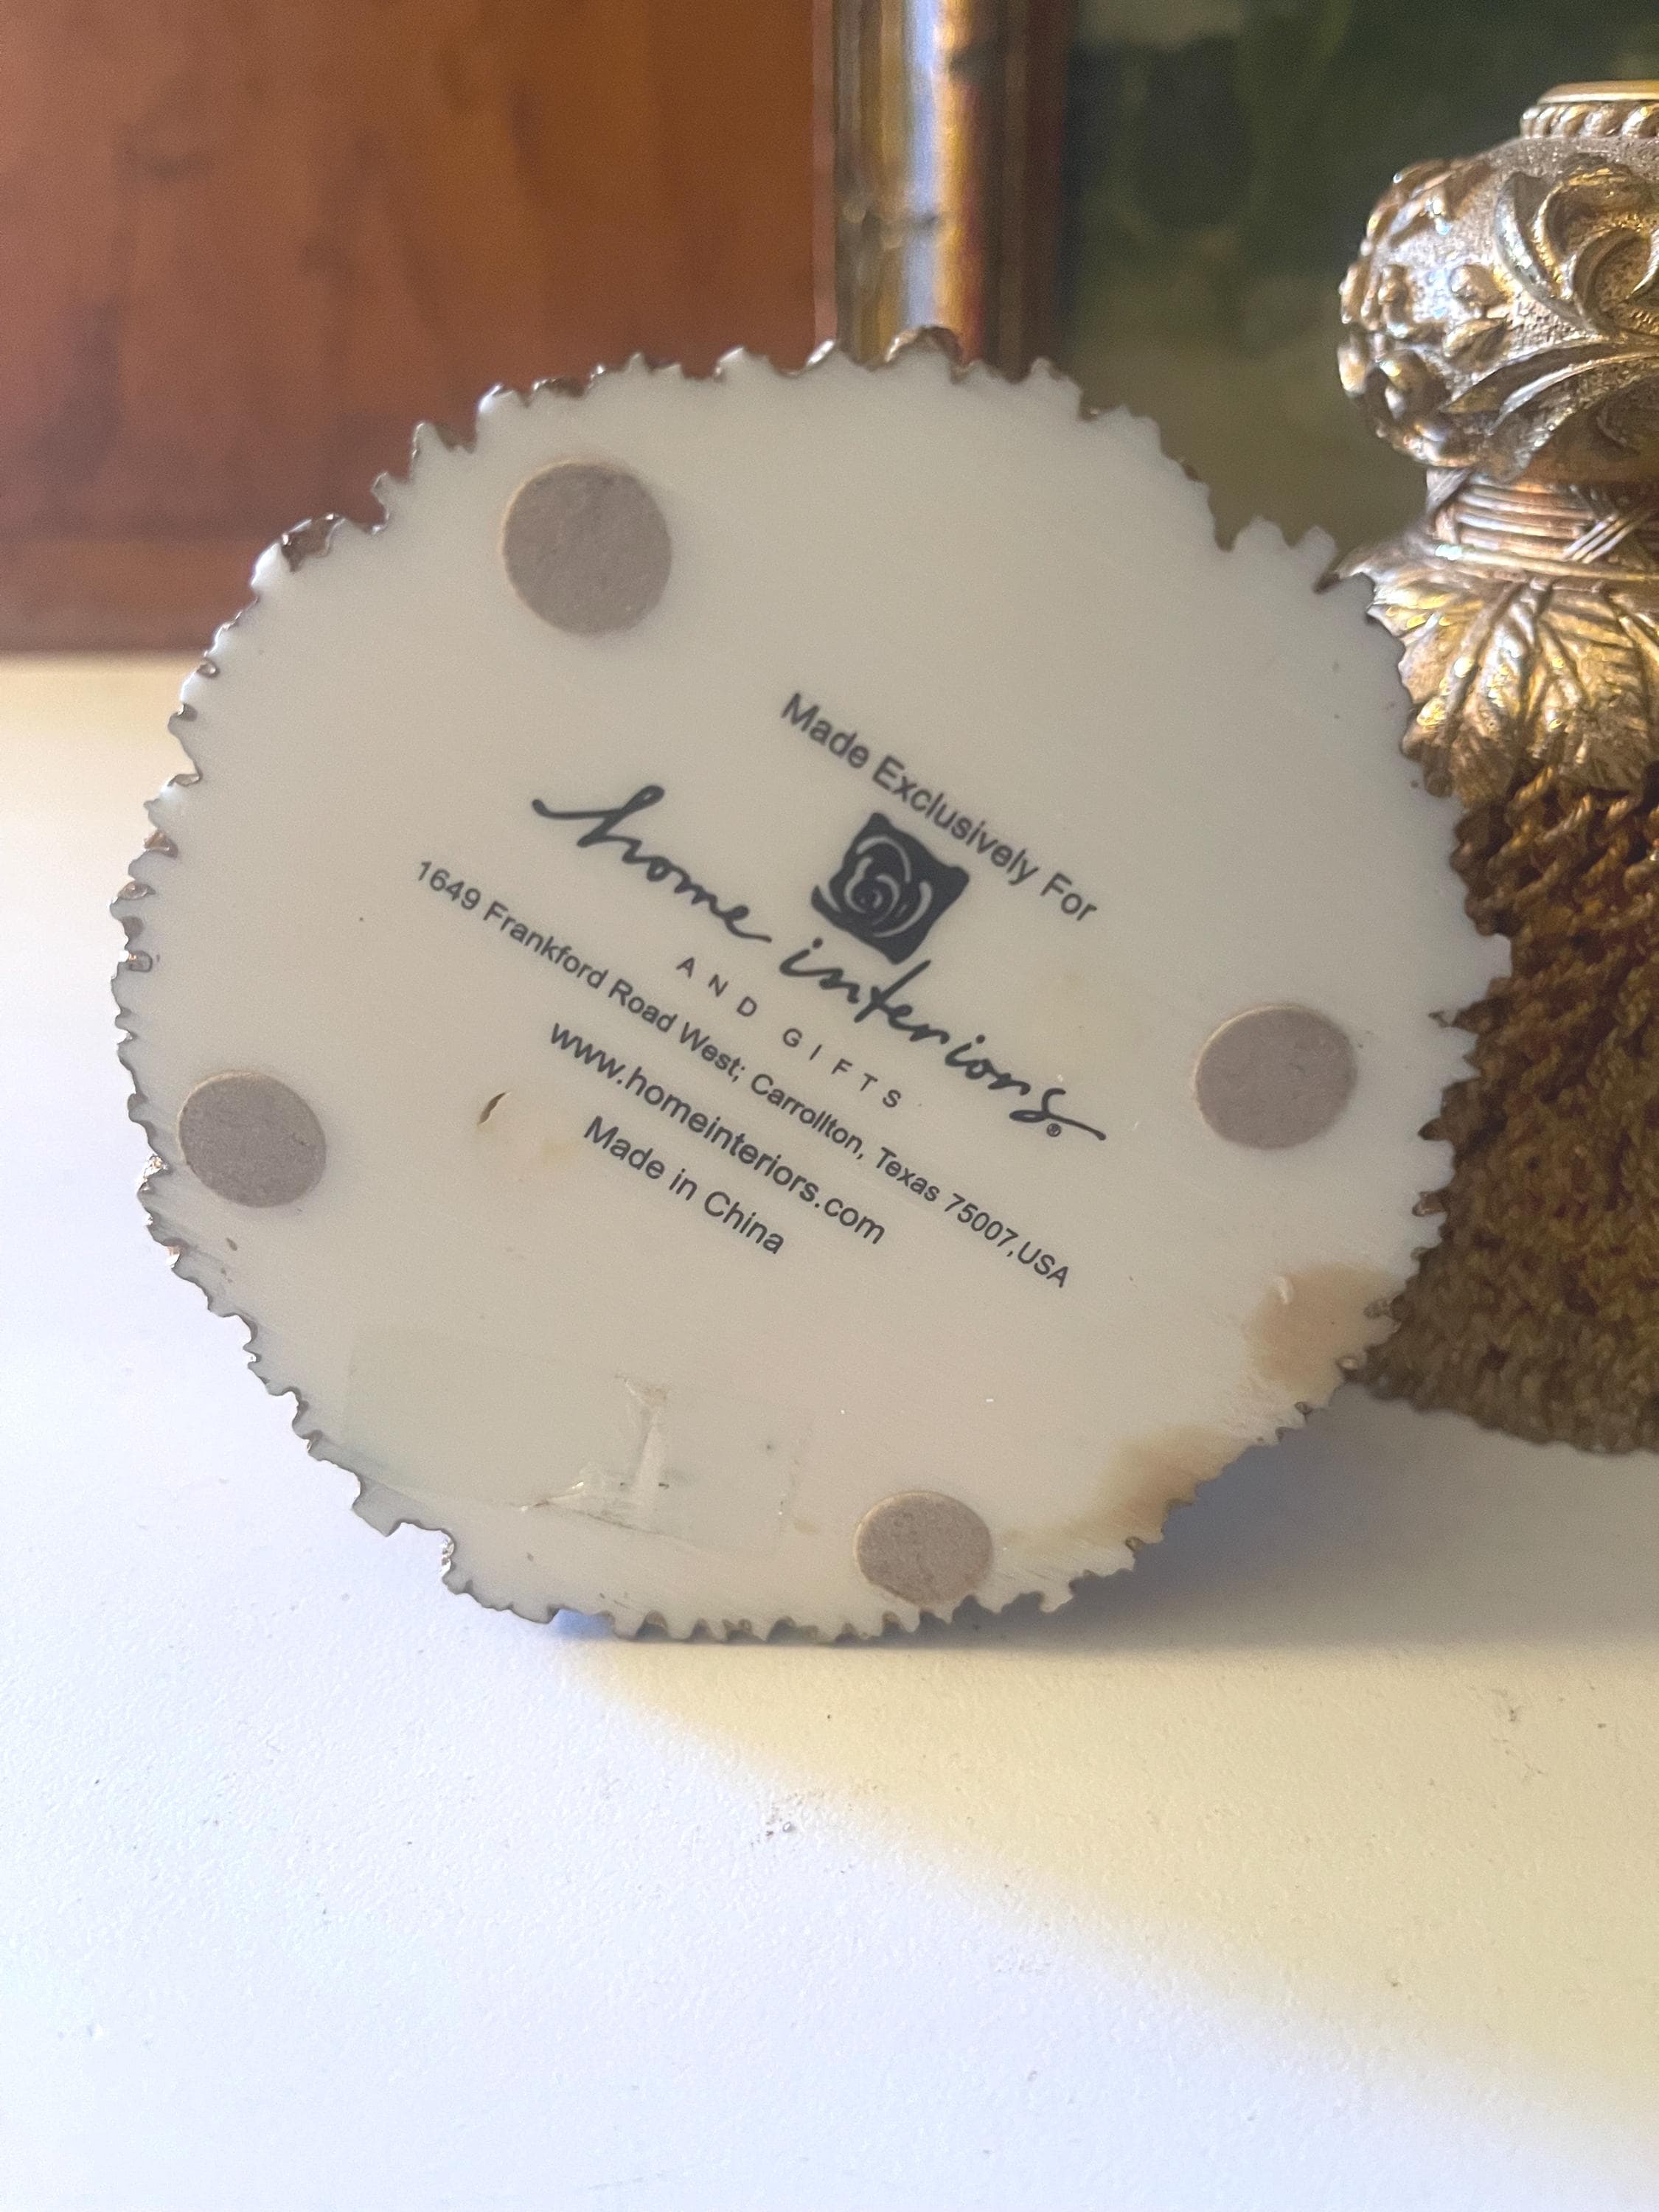 Made Exclusively For
home interiors®
AND GIFTS
1649 Frankford Road West; Carrollton, Texas 75007,USA
www.homeinteriors.com
Made in China